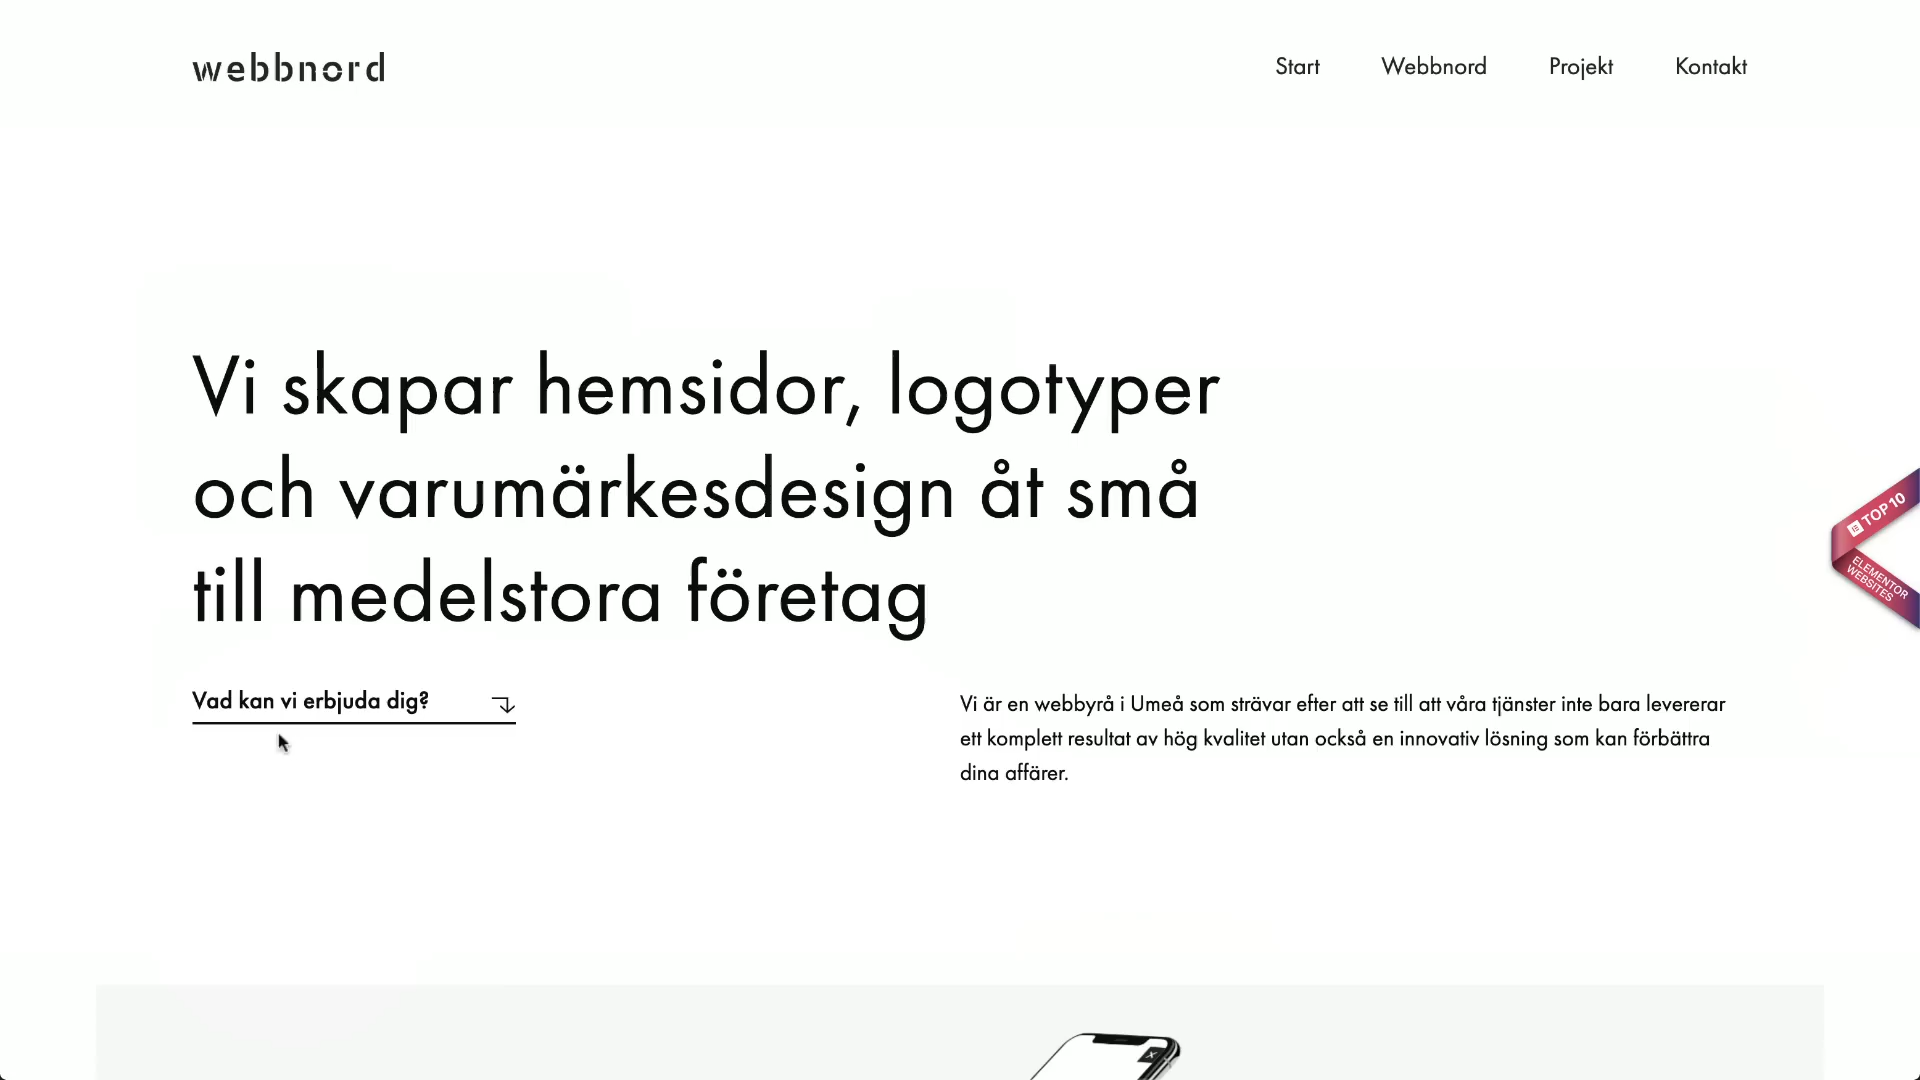 webbnord
Start
Webbnord
Projekt
Kontakt
Vi skapar hemsidor, logotyper
och varumärkesdesign åt små
till medelstora företag
TOP 10
ELEMENTOR
WEBSITES
Vad kan vi erbjuda dig?
Vi är en webbyrå i Umeå som strävar efter att se till att våra tjänster inte bara levererar
ett komplett resultat av hög kvalitet utan också en innovativ lösning som kan förbättra
dina affärer.